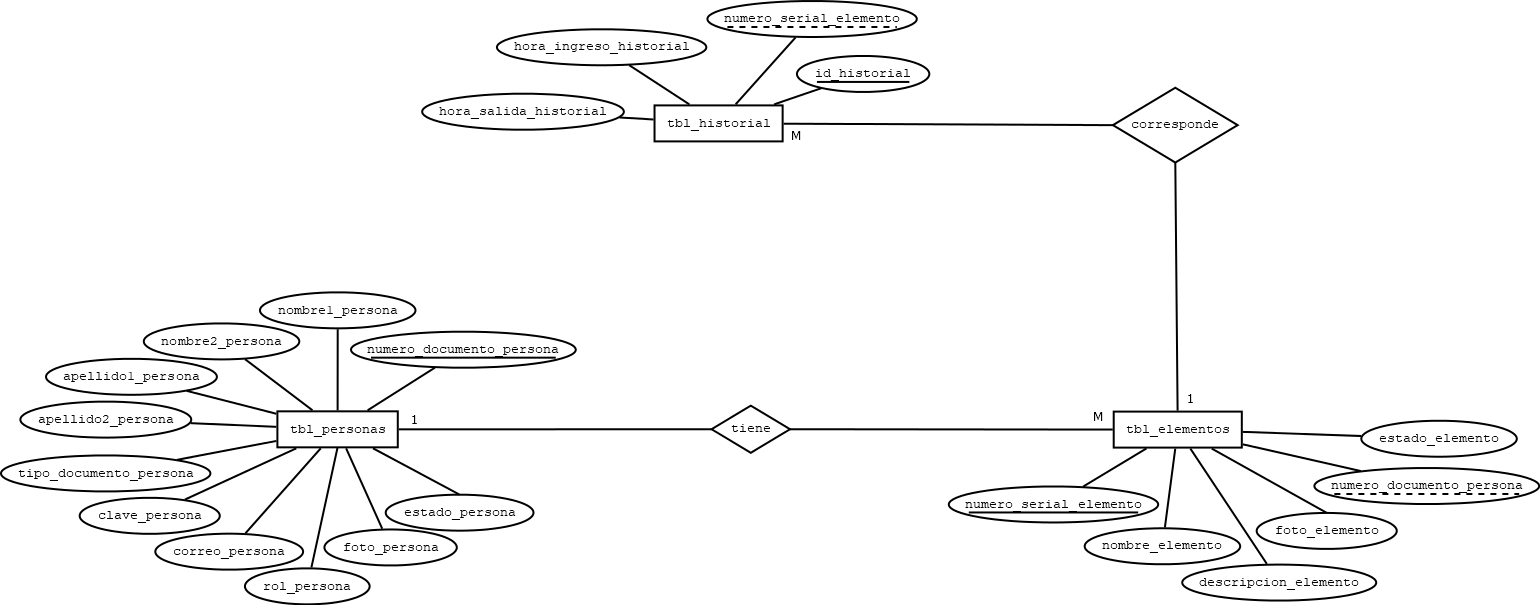 numero_serial_elemento
hora_ingreso_historial
id_historial
hora_salida_historial
tbl_historial
M
corresponde
nombre1_persona
nombre2_persona
numero_documento_persona
apellido1_persona
apellido2_persona
tbl_personas
1
tiene
M
1
tbl_elementos
estado_elemento
tipo_documento_persona
numero_documento_persona
clave_persona
estado_persona
numero_serial_elemento
correo_persona
foto_persona
nombre_elemento
foto_elemento
rol_persona
descripcion_elemento